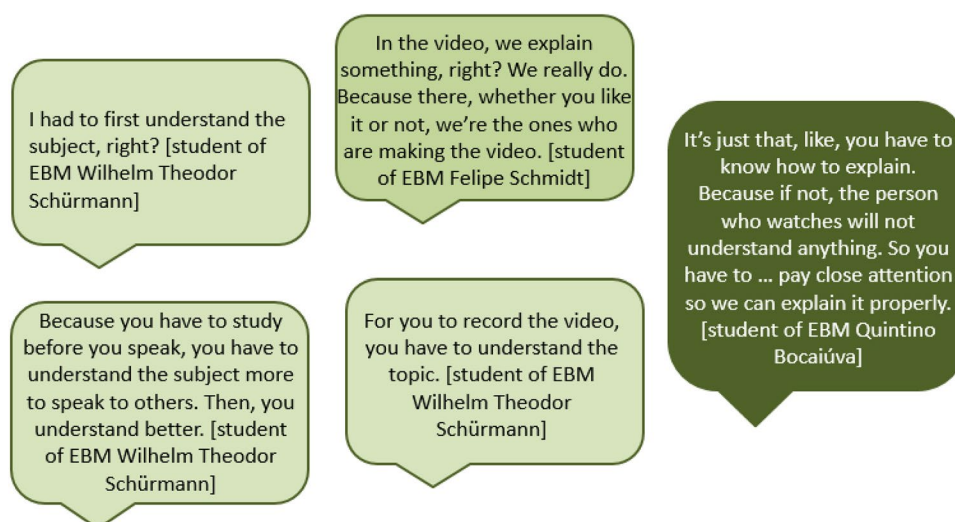 I had to first understand the
subject, right? [student of
EBM Wilhelm Theodor
Schürmann]
In the video, we explain
something, right? We really do.
Because there, whether you like
it or not, we’re the ones who
are making the video. [student
of EBM Felipe Schmidt]
It’s just that, like, you have to
know how to explain.
Because if not, the person
who watches will not
understand anything. So you
have to ... pay close attention
so we can explain it properly.
[student of EBM Quintino
Bocaiúva]
Because you have to study
before you speak, you have to
understand the subject more
to speak to others. Then, you
understand better. [student
of EBM Wilhelm Theodor
Schürmann]
For you to record the video,
you have to understand the
topic. [student of EBM
Wilhelm Theodor
Schürmann]